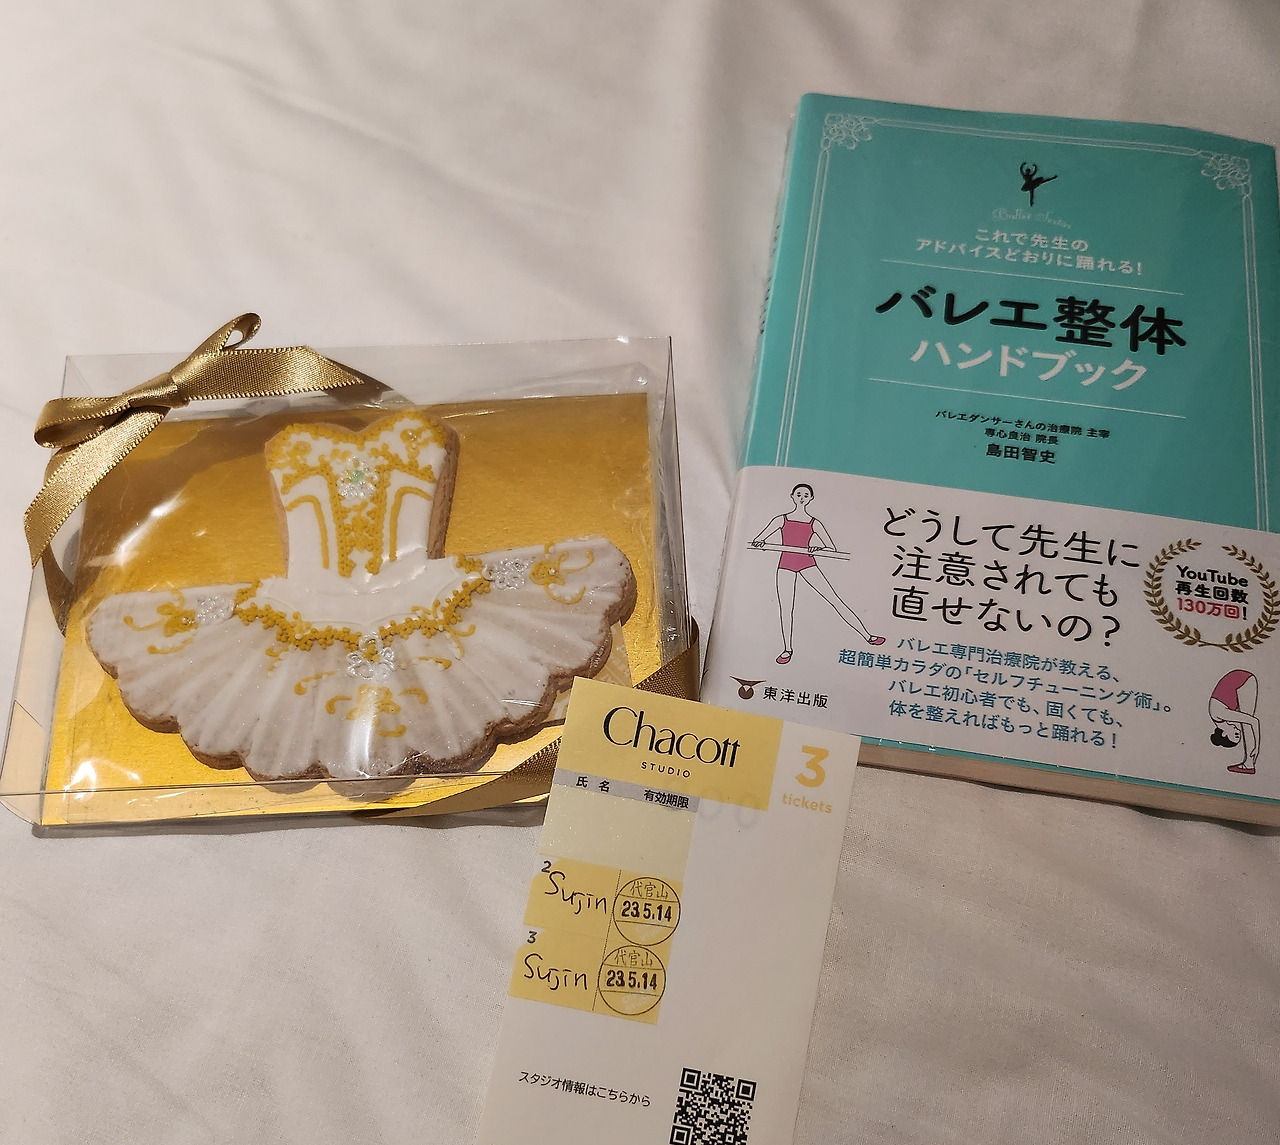 これで先生の
アドバイスどおりに踊れる!
バレエ整体
ハンドブック
バレエダンサーさんの治療院 主宰
専心良治 院長
島田智史
どうして先生に
注意されても
直せないの?
YouTube
再生回数
130万回!
バレエ専門治療院が教える、
超簡単カラダの「セルフチューニング術」。
バレエ初心者でも、固くても、
体を整えればもっと踊れる!
東洋出版
Chacott
STUDIO
3
tickets
氏 名 有効期限
2 Sujin 代官山 23.5.14
3 Sujin 代官山 23.5.14
スタジオ情報はこちらから